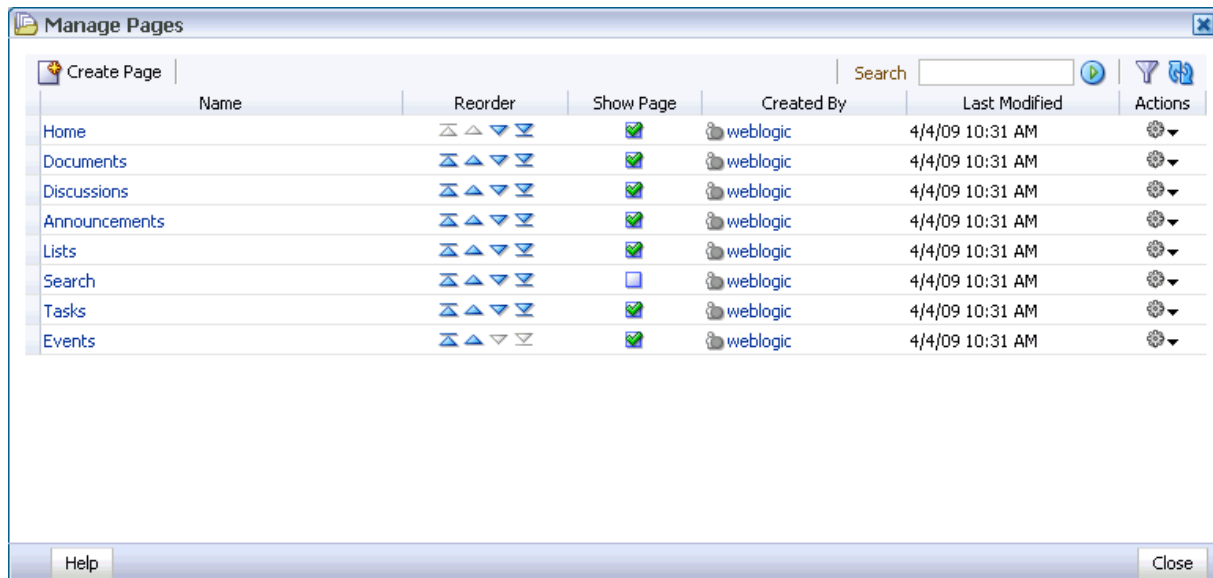 Manage Pages
Create Page Search
Name Reorder Show Page Created By Last Modified Actions
Home weblogic 4/4/09 10:31 AM
Documents weblogic 4/4/09 10:31 AM
Discussions weblogic 4/4/09 10:31 AM
Announcements weblogic 4/4/09 10:31 AM
Lists weblogic 4/4/09 10:31 AM
Search weblogic 4/4/09 10:31 AM
Tasks weblogic 4/4/09 10:31 AM
Events weblogic 4/4/09 10:31 AM
Help Close